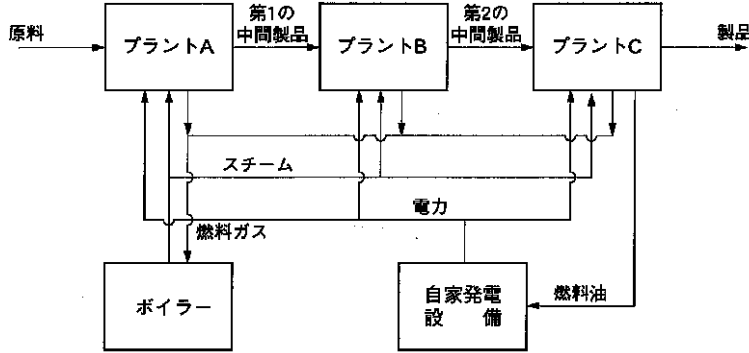 原料
プラントA
第1の
中間製品
プラントB
第2の
中間製品
プラントC
製品
スチーム
電力
燃料ガス
ボイラー
自家発電
設備
燃料油